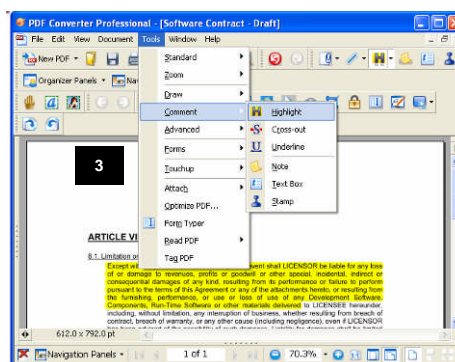 PDF Converter Professional - [Software Contract - Draft]
File Edit View Document Tools Window Help
New PDF
Organizer Panels
Standard
Zoom
Draw
Comment
Advanced
Forms
Touchup
Attach
Optimize PDF...
Form Typer
Read PDF
Tag PDF
Highlight
Cross-out
Underline
Note
Text Box
Stamp
3
ARTICLE VI
8.1. Limitation
vent shall LICENSOR be liable for any loss
of or damage to revenues, profits or goodwill or other special, incidental, indirect or
consequential damages of any kind, resulting from its performance or failure to perform
pursuant to the terms of this Agreement or any of the attachments hereto, or resulting from
the furnishing, performance, or use or loss of use of any Development Software,
Components, Run-Time Software or other materials delivered to LICENSEE hereunder,
including, without limitation, any interruption of business, whether resulting from breach of
contract, breach of warranty, or any other cause (including negligence), even if LICENSOR
612.0 x 792.0 pt
Navigation Panels 1 of 1 70.3%